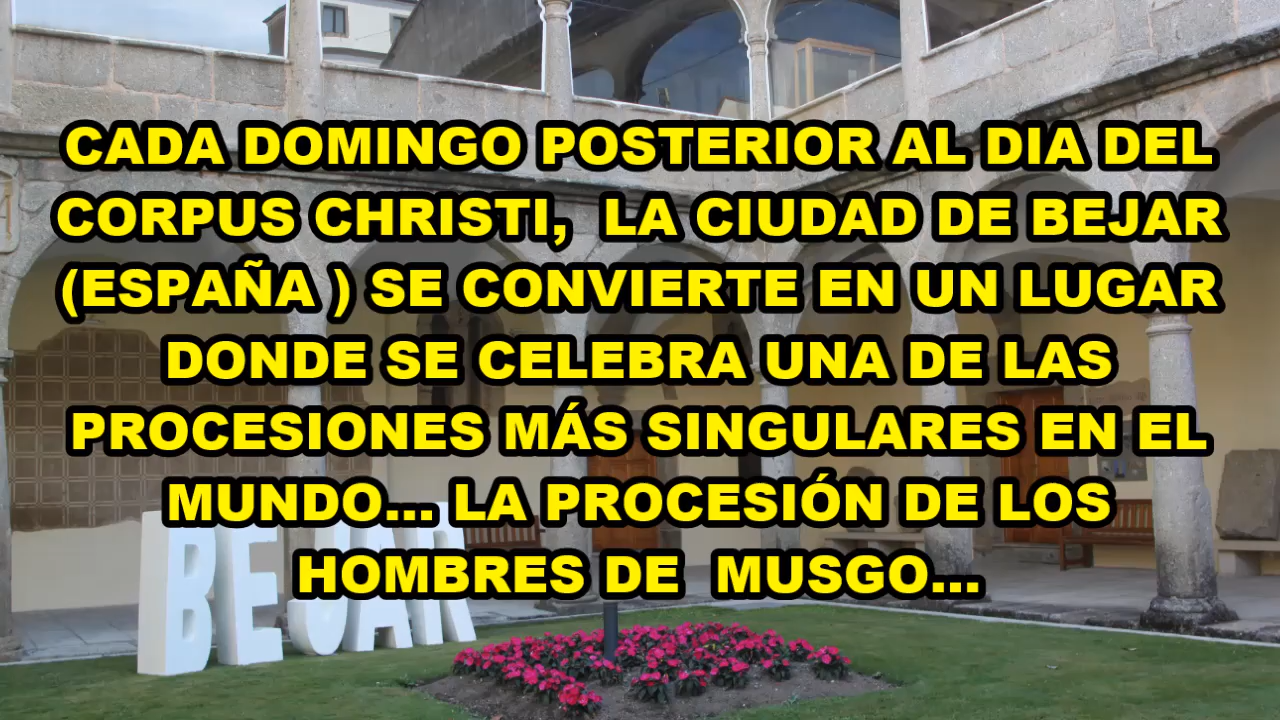 CADA DOMINGO POSTERIOR AL DIA DEL
CORPUS CHRISTI,  LA CIUDAD DE BEJAR
(ESPAÑA ) SE CONVIERTE EN UN LUGAR
DONDE SE CELEBRA UNA DE LAS
PROCESIONES MÁS SINGULARES EN EL
MUNDO... LA PROCESIÓN DE LOS
HOMBRES DE  MUSGO...
BEJAR